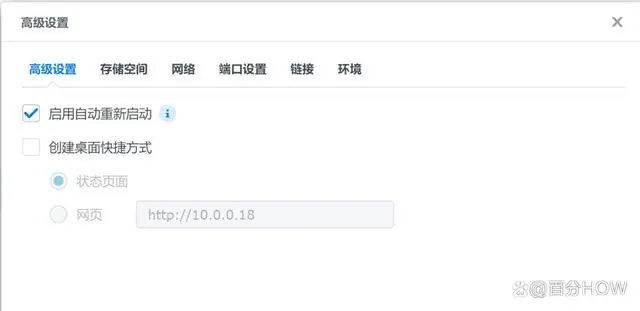 高级设置
高级设置 存储空间 网络 端口设置 链接 环境
启用自动重新启动 i
创建桌面快捷方式
状态页面
网页 http://10.0.0.18
@百分HOW